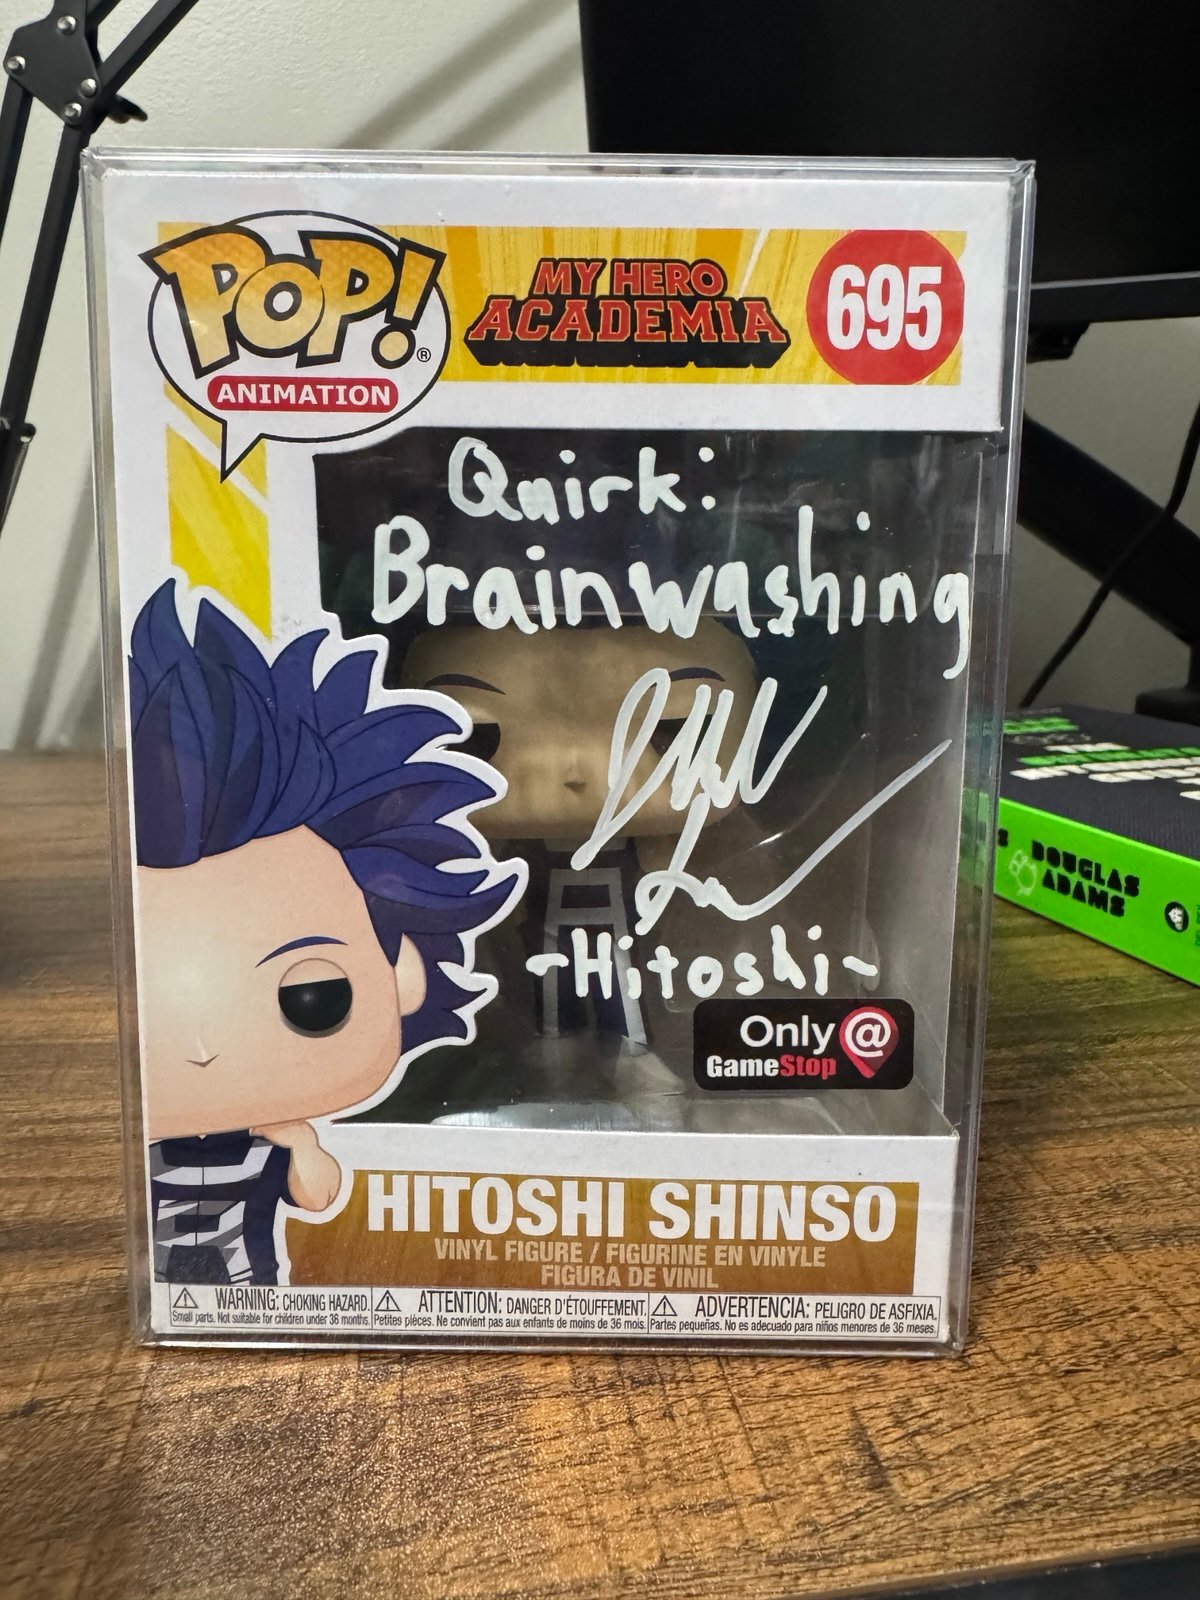 POP!®
ANIMATION
MY HERO
ACADEMIA
695
Quirk:
Brainwashing
-Hitoshi-
Only @
GameStop
DOUGLAS
ADAMS
HITOSHI SHINSO
VINYL FIGURE / FIGURINE EN VINYLE
FIGURA DE VINIL
WARNING: CHOKING HAZARD.
Small parts. Not suitable for children under 36 months.
ATTENTION: DANGER D'ÉTOUFFEMENT.
Petites pièces. Ne convient pas aux enfants de moins de 36 mois.
ADVERTENCIA: PELIGRO DE ASFIXIA.
Partes pequeñas. No es adecuado para niños menores de 36 meses.